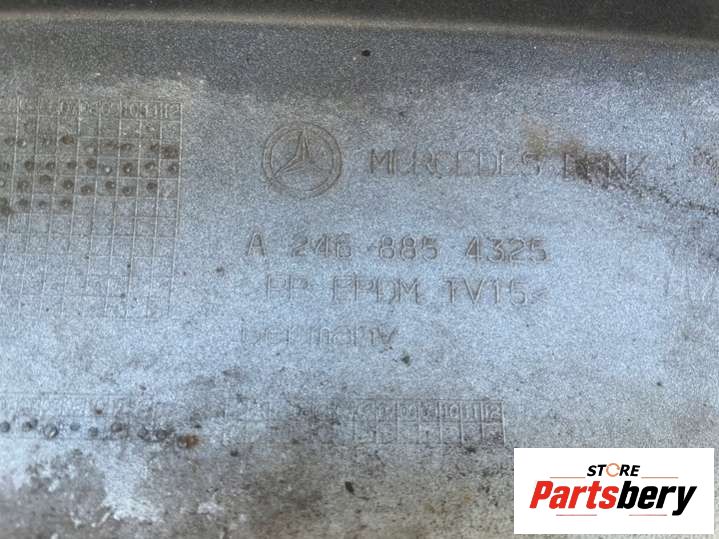 MERCEDES BENZ
A 246 885 4325
PP EPDM TV15<
Germany
STORE
Partsbery